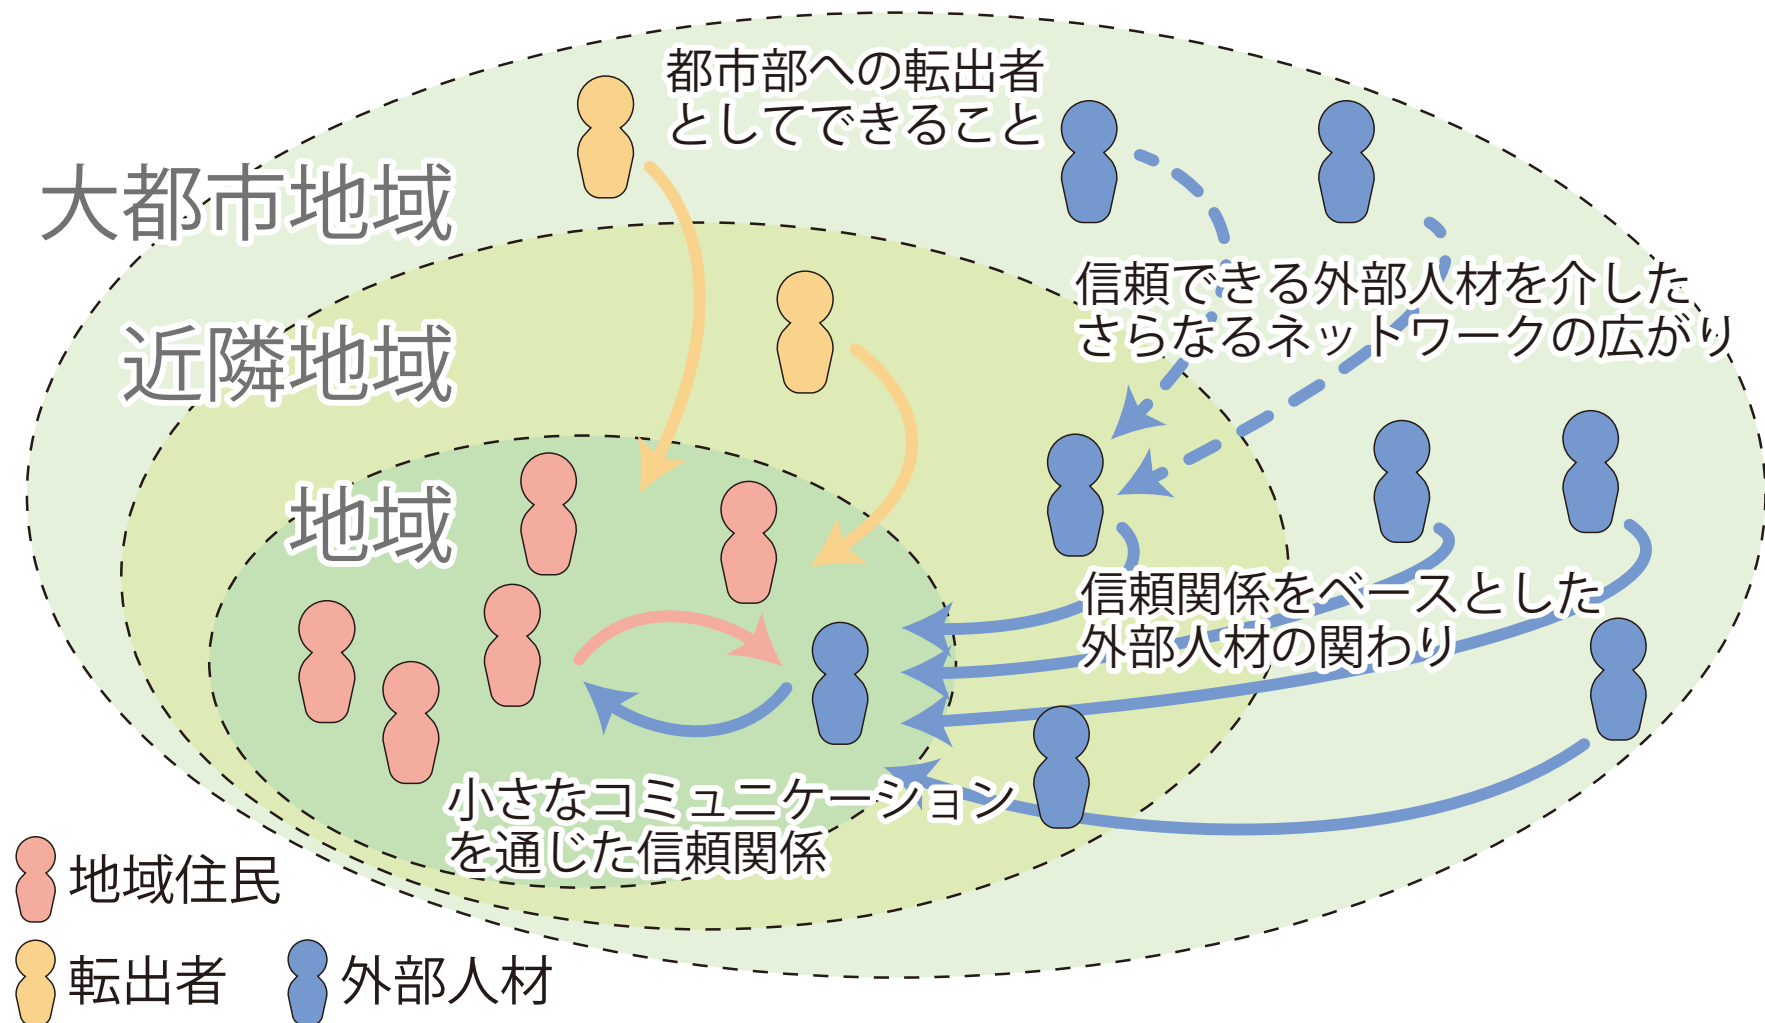 都市部への転出者
としてできること
大都市地域
信頼できる外部人材を介した
さらなるネットワークの広がり
近隣地域
地域
信頼関係をベースとした
外部人材の関わり
小さなコミュニケーション
を通じた信頼関係
地域住民
転出者
外部人材